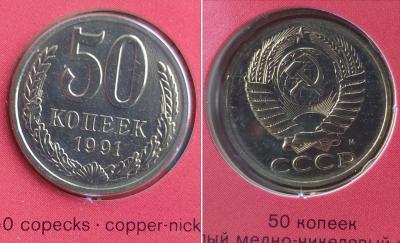 50
КОПЕЕК
1991
0 copecks · copper-nick
М
СССР
50 копеек
ый медно-никелевый